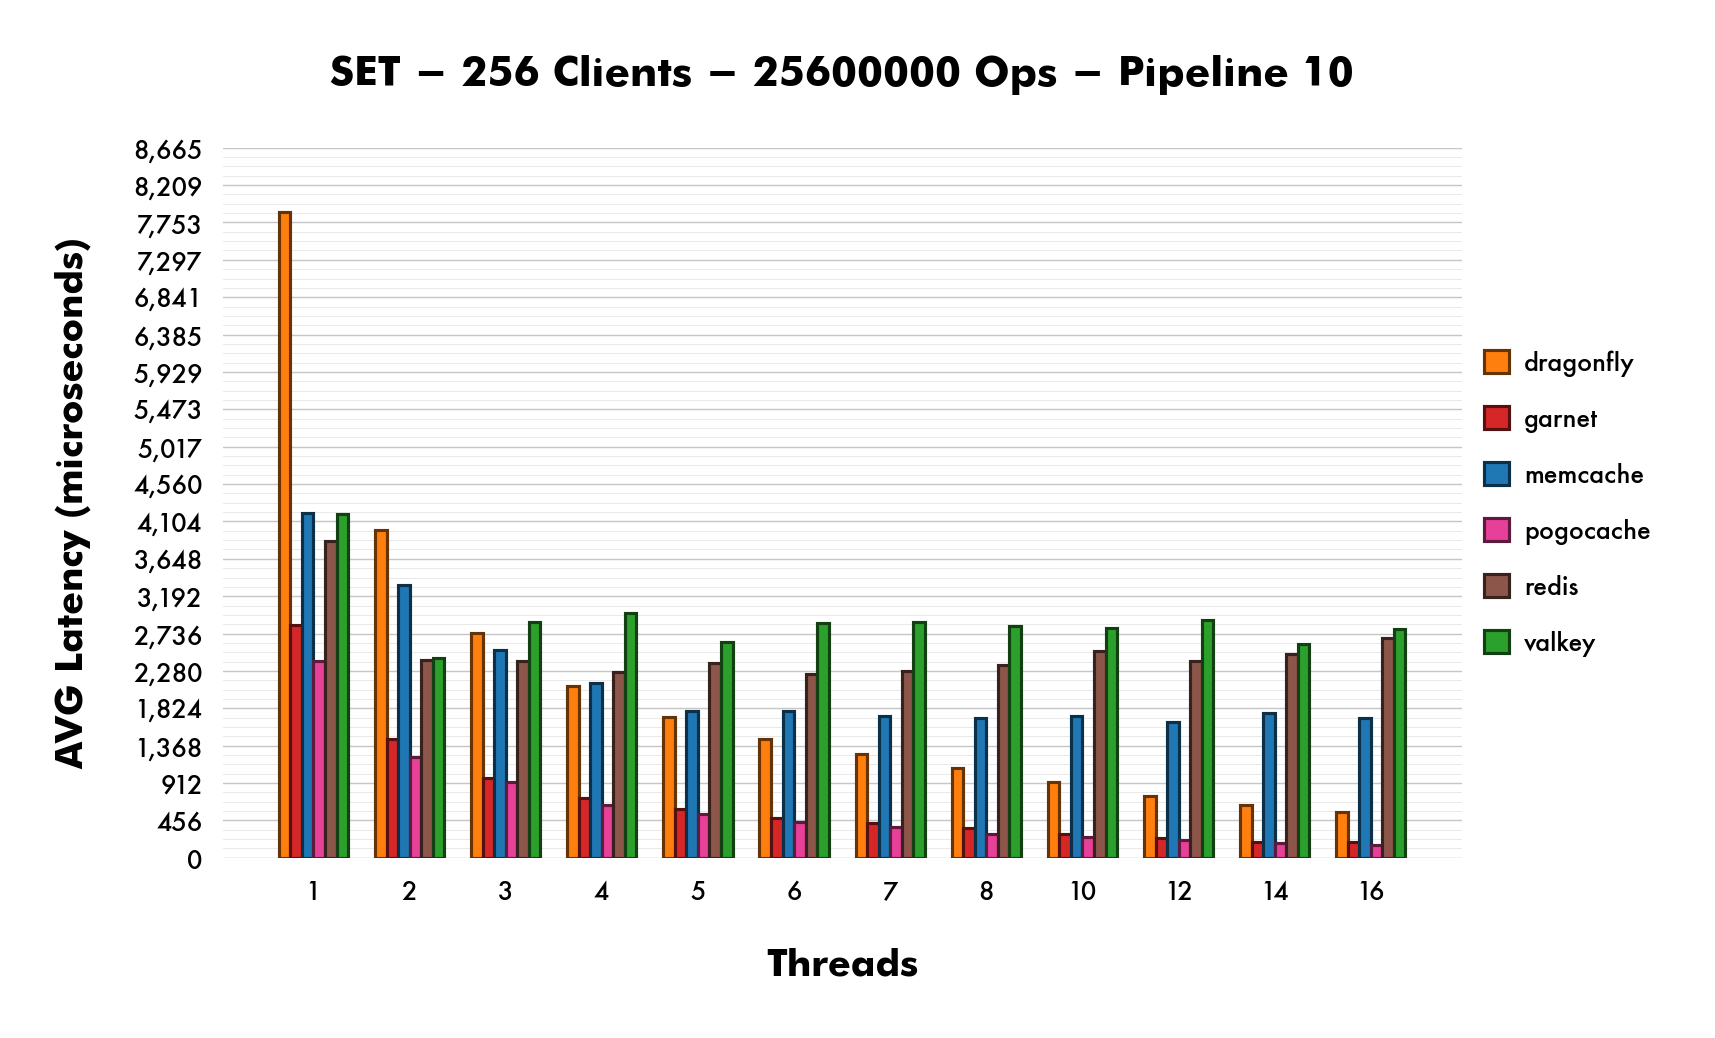 SET – 256 Clients – 25600000 Ops – Pipeline 10
AVG Latency (microseconds)
8,665
8,209
7,753
7,297
6,841
6,385
5,929
5,473
5,017
4,560
4,104
3,648
3,192
2,736
2,280
1,824
1,368
912
456
0
1 2 3 4 5 6 7 8 10 12 14 16
Threads
dragonfly
garnet
memcache
pogocache
redis
valkey